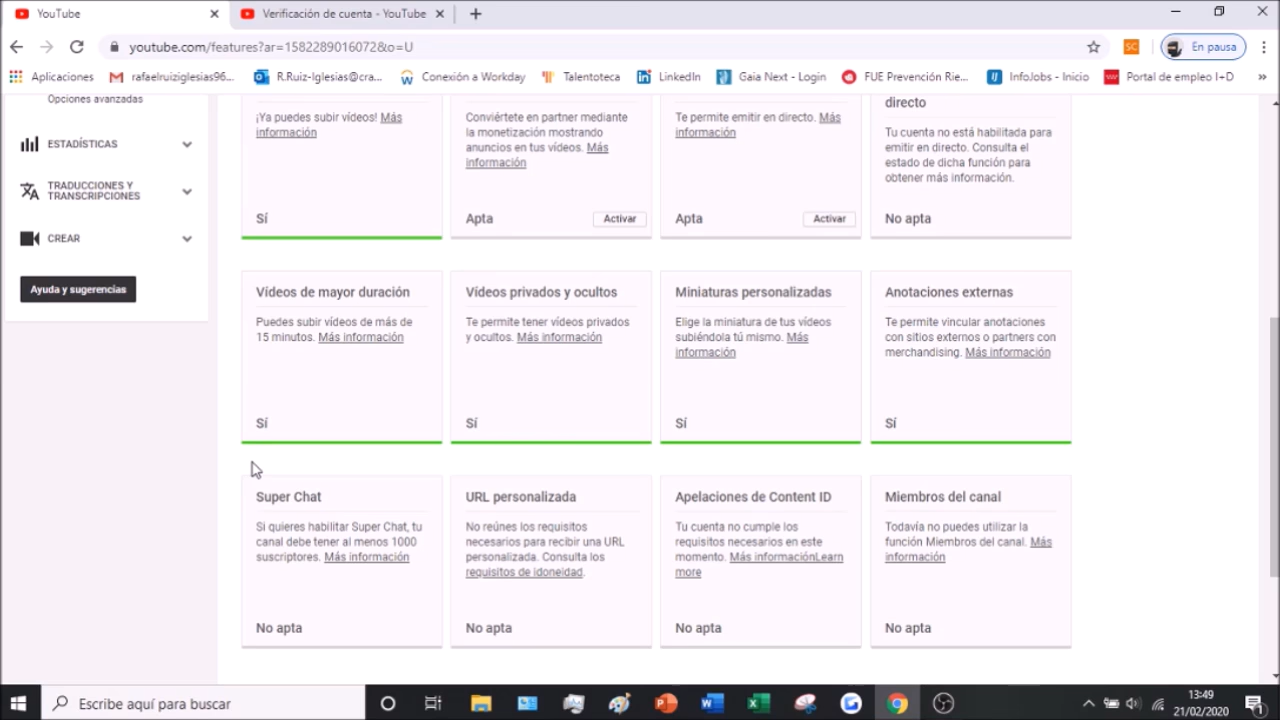 YouTube
Verificación de cuenta - YouTube
youtube.com/features?ar=1582289016072&o=U
SC
En pausa
Aplicaciones
rafaelruiziglesias96...
R.Ruiz-Iglesias@cra...
Conexión a Workday
Talentoteca
LinkedIn
Gaia Next - Login
FUE Prevención Rie...
InfoJobs - Inicio
Portal de empleo I+D
»
Opciones avanzadas
ESTADÍSTICAS
TRADUCCIONES Y
TRANSCRIPCIONES
CREAR
Ayuda y sugerencias
¡Ya puedes subir vídeos! Más
información
Sí
Conviértete en partner mediante
la monetización mostrando
anuncios en tus vídeos. Más
información
Apta
Activar
Te permite emitir en directo. Más
información
Apta
Activar
directo
Tu cuenta no está habilitada para
emitir en directo. Consulta el
estado de dicha función para
obtener más información.
No apta
Vídeos de mayor duración
Puedes subir vídeos de más de
15 minutos. Más información
Sí
Vídeos privados y ocultos
Te permite tener vídeos privados
y ocultos. Más información
Sí
Miniaturas personalizadas
Elige la miniatura de tus vídeos
subiéndola tú mismo. Más
información
Sí
Anotaciones externas
Te permite vincular anotaciones
con sitios externos o partners con
merchandising. Más información
Sí
Super Chat
Si quieres habilitar Super Chat, tu
canal debe tener al menos 1000
suscriptores. Más información
No apta
URL personalizada
No reúnes los requisitos
necesarios para recibir una URL
personalizada. Consulta los
requisitos de idoneidad.
No apta
Apelaciones de Content ID
Tu cuenta no cumple los
requisitos necesarios en este
momento. Más informaciónLearn
more
No apta
Miembros del canal
Todavía no puedes utilizar la
función Miembros del canal. Más
información
No apta
Escribe aquí para buscar
13:49
21/02/2020
1